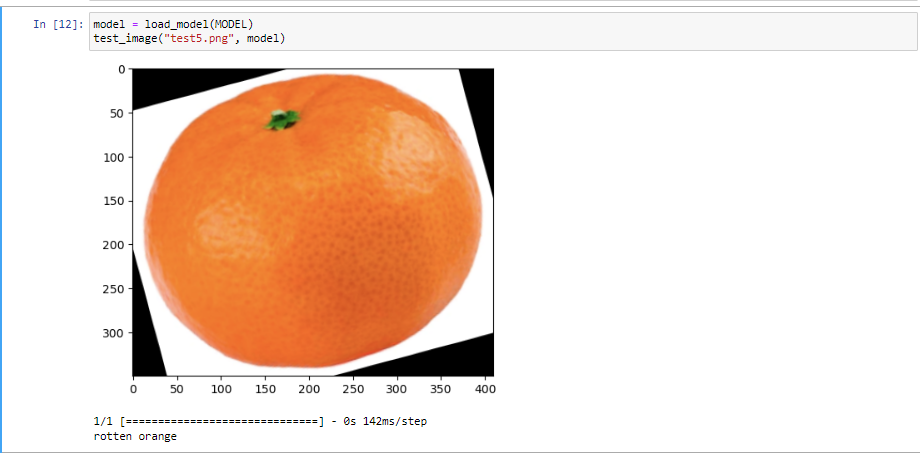 In [12]: model = load_model(MODEL)
test_image("test5.png", model)
0
50
100
150
200
250
300
0 50 100 150 200 250 300 350 400
1/1 [==============================] - 0s 142ms/step
rotten orange